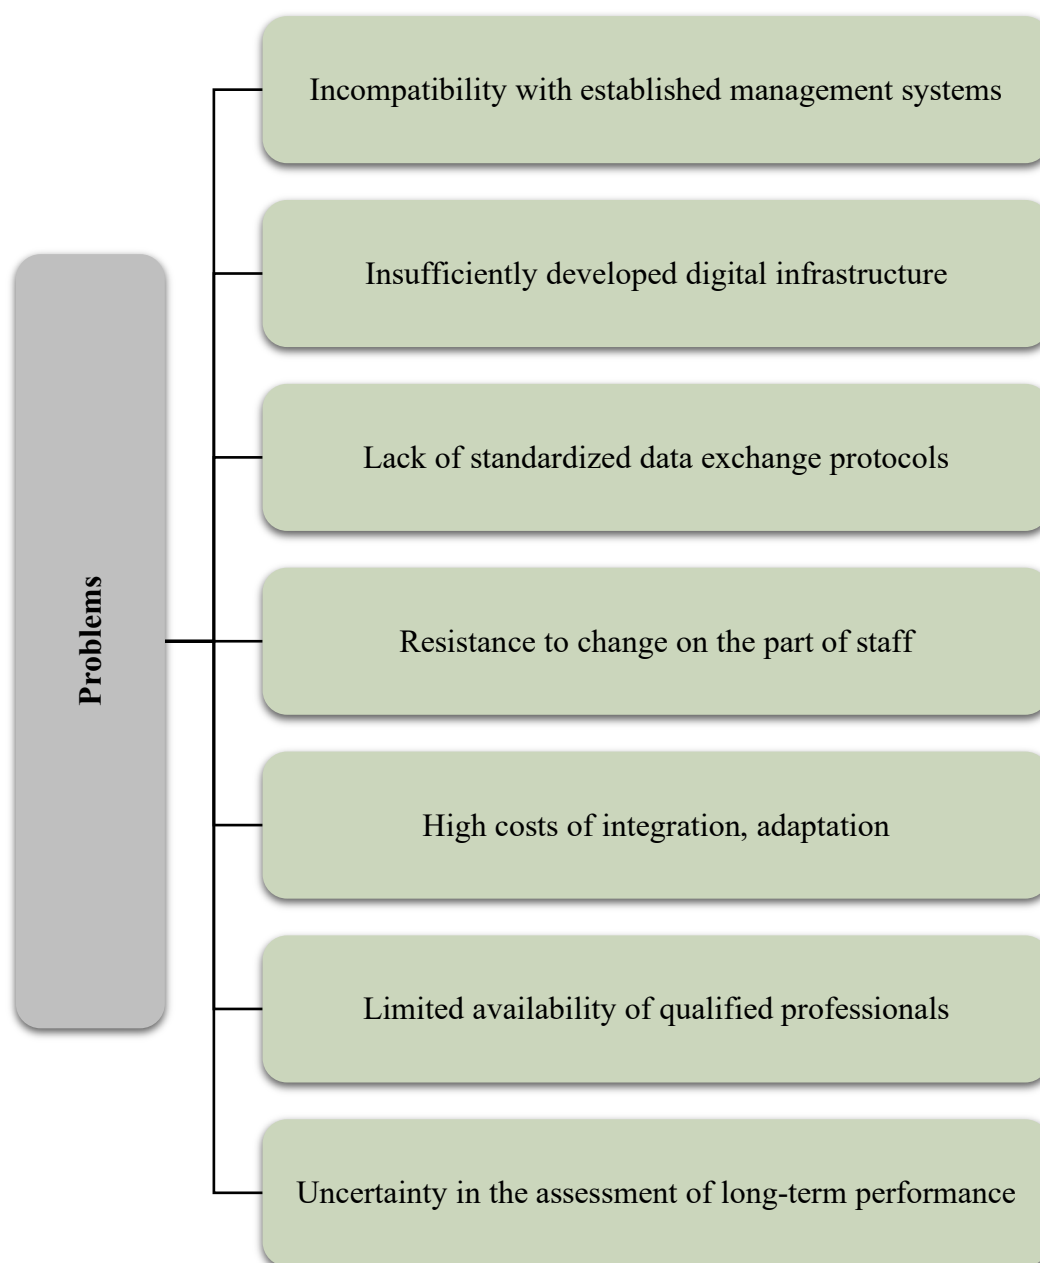 Problems
Incompatibility with established management systems
Insufficiently developed digital infrastructure
Lack of standardized data exchange protocols
Resistance to change on the part of staff
High costs of integration, adaptation
Limited availability of qualified professionals
Uncertainty in the assessment of long-term performance